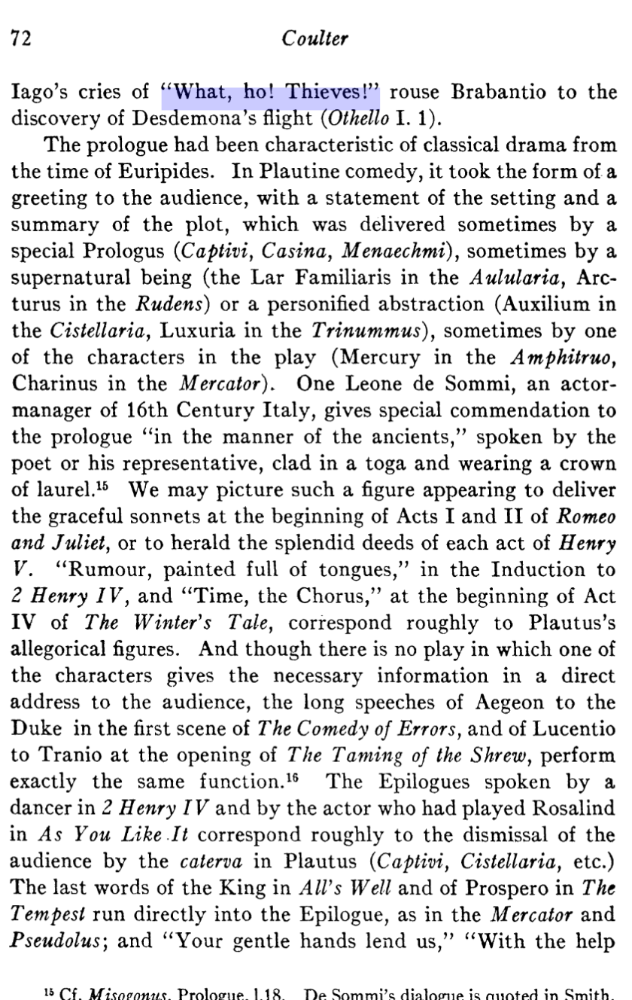 72 Coulter
Iago's cries of "What, ho! Thieves!" rouse Brabantio to the
discovery of Desdemona's flight (Othello I. 1).
The prologue had been characteristic of classical drama from
the time of Euripides. In Plautine comedy, it took the form of a
greeting to the audience, with a statement of the setting and a
summary of the plot, which was delivered sometimes by a
special Prologus (Captivi, Casina, Menaechmi), sometimes by a
supernatural being (the Lar Familiaris in the Aulularia, Arc-
turus in the Rudens) or a personified abstraction (Auxilium in
the Cistellaria, Luxuria in the Trinummus), sometimes by one
of the characters in the play (Mercury in the Amphitruo,
Charinus in the Mercator). One Leone de Sommi, an actor-
manager of 16th Century Italy, gives special commendation to
the prologue "in the manner of the ancients," spoken by the
poet or his representative, clad in a toga and wearing a crown
of laurel.¹⁵ We may picture such a figure appearing to deliver
the graceful sonnets at the beginning of Acts I and II of Romeo
and Juliet, or to herald the splendid deeds of each act of Henry
V. "Rumour, painted full of tongues," in the Induction to
2 Henry IV, and "Time, the Chorus," at the beginning of Act
IV of The Winter's Tale, correspond roughly to Plautus's
allegorical figures. And though there is no play in which one of
the characters gives the necessary information in a direct
address to the audience, the long speeches of Aegeon to the
Duke in the first scene of The Comedy of Errors, and of Lucentio
to Tranio at the opening of The Taming of the Shrew, perform
exactly the same function.¹⁶ The Epilogues spoken by a
dancer in 2 Henry IV and by the actor who had played Rosalind
in As You Like It correspond roughly to the dismissal of the
audience by the caterva in Plautus (Captivi, Cistellaria, etc.)
The last words of the King in All's Well and of Prospero in The
Tempest run directly into the Epilogue, as in the Mercator and
Pseudolus; and "Your gentle hands lend us," "With the help
¹⁵ Cf. Misogonus, Prologue, l.18. De Sommi's dialogue is quoted in Smith,